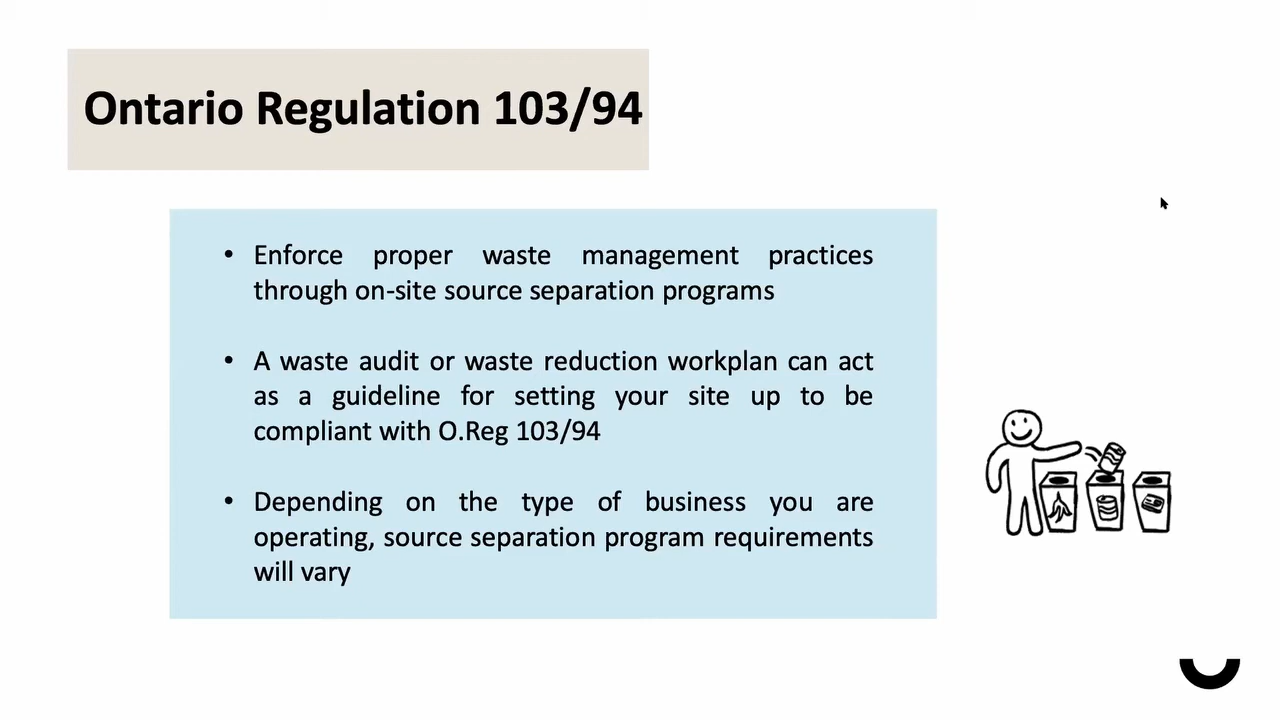 Ontario Regulation 103/94
• Enforce proper waste management practices
through on-site source separation programs
• A waste audit or waste reduction workplan can act
as a guideline for setting your site up to be
compliant with O.Reg 103/94
• Depending on the type of business you are
operating, source separation program requirements
will vary